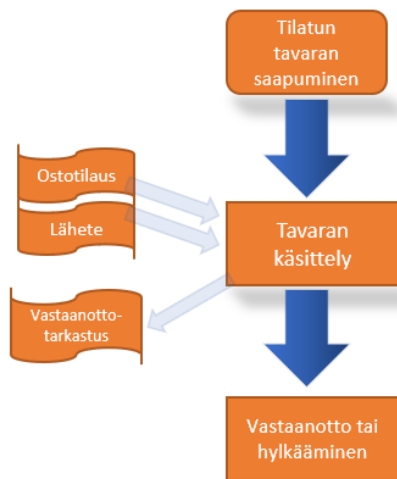 Tilatun
tavaran
saapuminen
Ostotilaus
Lähete
Tavaran
käsittely
Vastaanotto-
tarkastus
Vastaanotto tai
hylkääminen